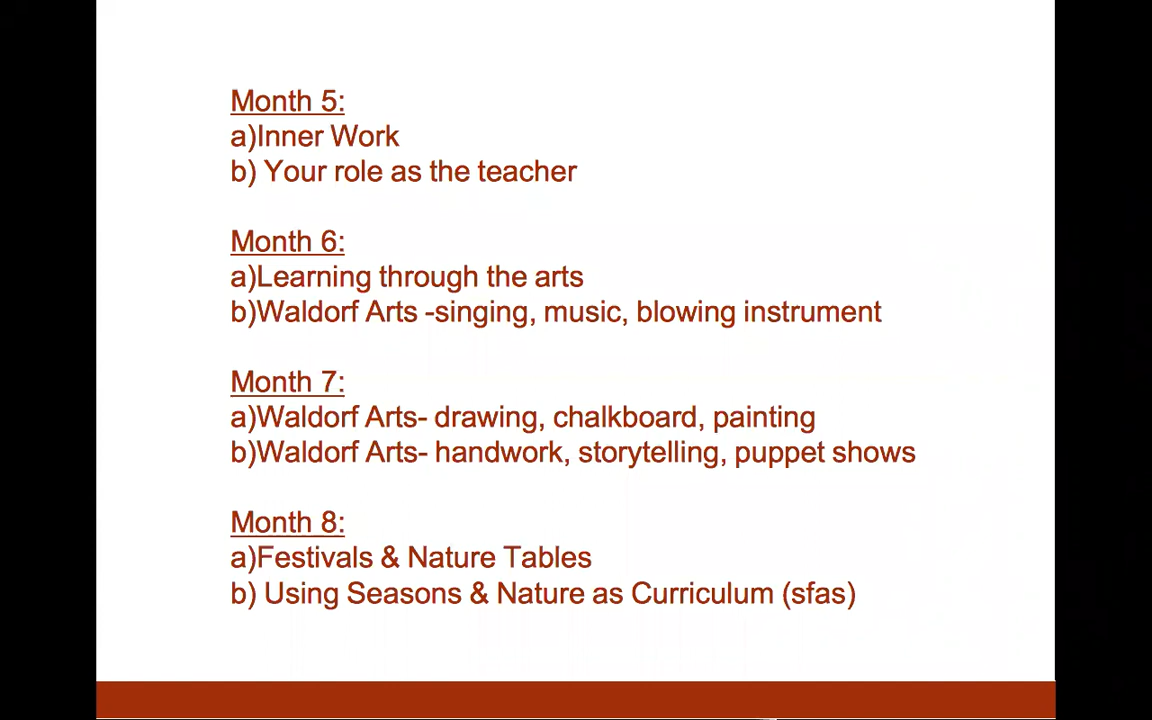 Month 5:
a)Inner Work
b) Your role as the teacher
Month 6:
a)Learning through the arts
b)Waldorf Arts -singing, music, blowing instrument
Month 7:
a)Waldorf Arts- drawing, chalkboard, painting
b)Waldorf Arts- handwork, storytelling, puppet shows
Month 8:
a)Festivals & Nature Tables
b) Using Seasons & Nature as Curriculum (sfas)